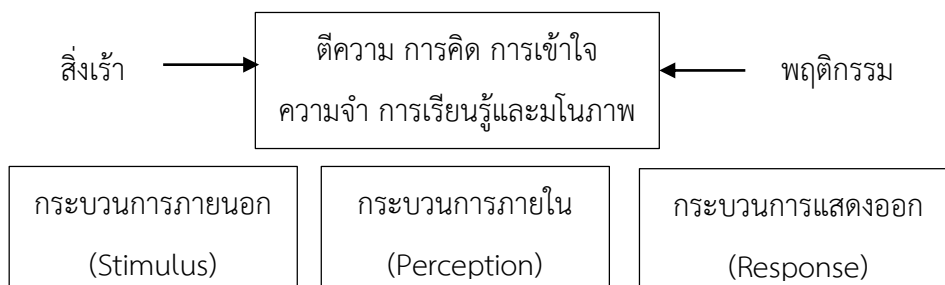 สิ่งเร้า
ตีความ การคิด การเข้าใจ
ความจำ การเรียนรู้และมโนภาพ
พฤติกรรม
กระบวนการภายนอก
(Stimulus)
กระบวนการภายใน
(Perception)
กระบวนการแสดงออก
(Response)